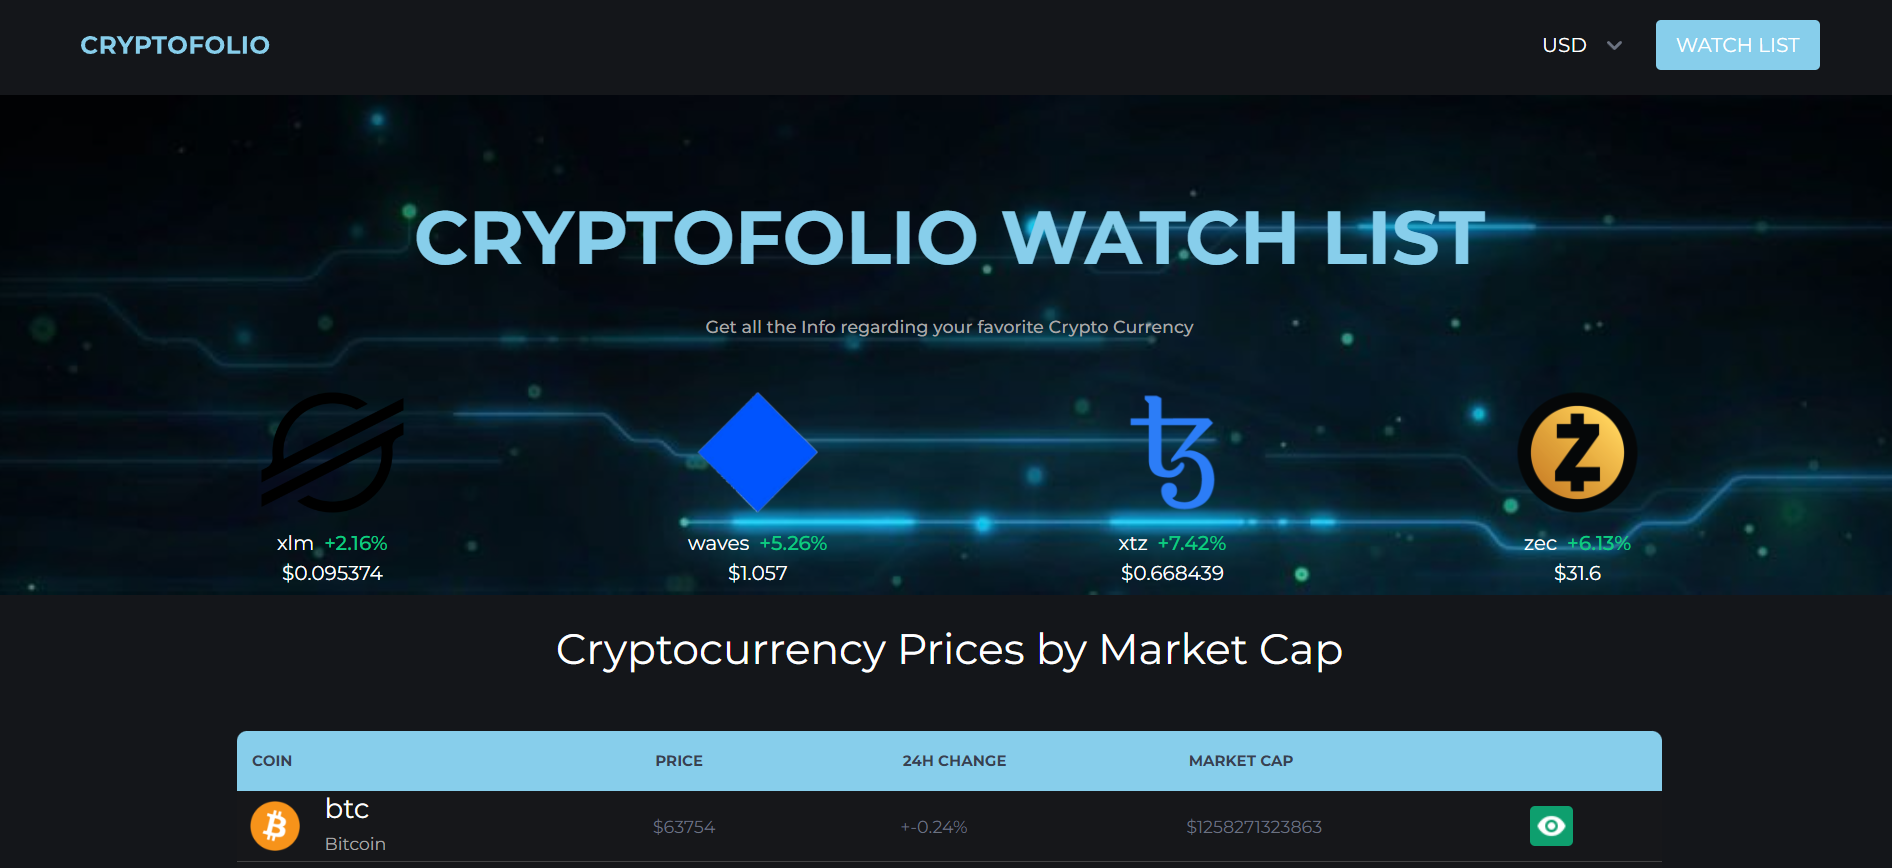 CRYPTOFOLIO
USD
WATCH LIST
CRYPTOFOLIO WATCH LIST
Get all the Info regarding your favorite Crypto Currency
xlm +2.16%
$0.095374
waves +5.26%
$1.057
xtz +7.42%
$0.668439
zec +6.13%
$31.6
Cryptocurrency Prices by Market Cap
COIN PRICE 24H CHANGE MARKET CAP
btc
Bitcoin
$63754 +-0.24% $1258271323863